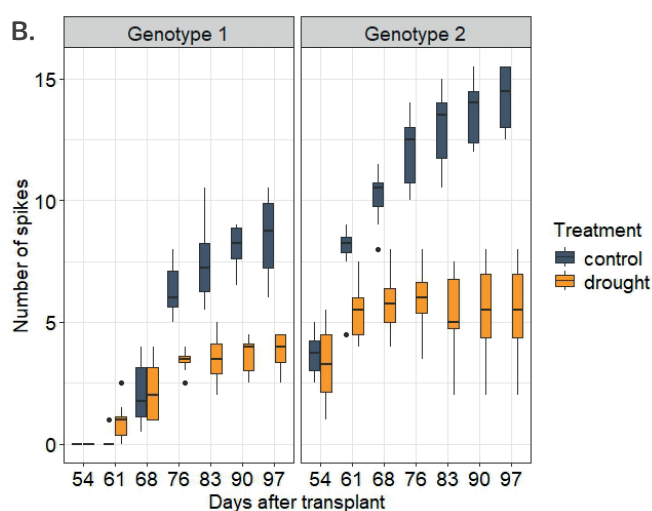 B.
Genotype 1 Genotype 2
15
10
5
0
Number of spikes
54 61 68 76 83 90 97 54 61 68 76 83 90 97
Days after transplant
Treatment
control
drought